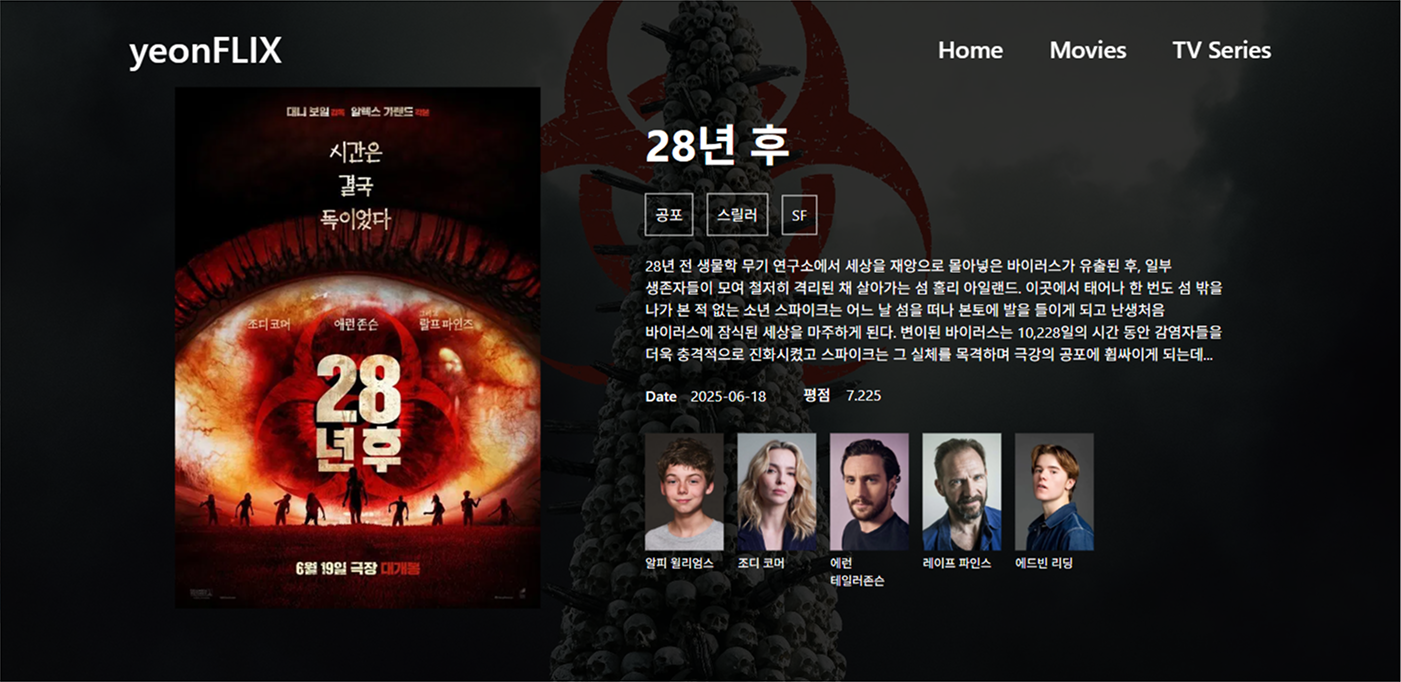 yeonFLIX
Home Movies TV Series
대니 보일 감독 알렉스 가랜드 각본
시간은
결국
독이었다
조디 코머 애런 존슨 그리고 랄프 파인즈
28
년 후
6월 19일 극장 대개봉
28년 후
공포 스릴러 SF
28년 전 생물학 무기 연구소에서 세상을 재앙으로 몰아넣은 바이러스가 유출된 후, 일부
생존자들이 모여 철저히 격리된 채 살아가는 섬 홀리 아일랜드. 이곳에서 태어나 한 번도 섬 밖을
나가 본 적 없는 소년 스파이크는 어느 날 섬을 떠나 본토에 발을 들이게 되고 난생처음
바이러스에 잠식된 세상을 마주하게 된다. 변이된 바이러스는 10,228일의 시간 동안 감염자들을
더욱 충격적으로 진화시켰고 스파이크는 그 실체를 목격하며 극강의 공포에 휩싸이게 되는데...
Date 2025-06-18 평점 7.225
알피 윌리엄스 조디 코머 에런 레이프 파인스 에드빈 리딩
테일러존슨